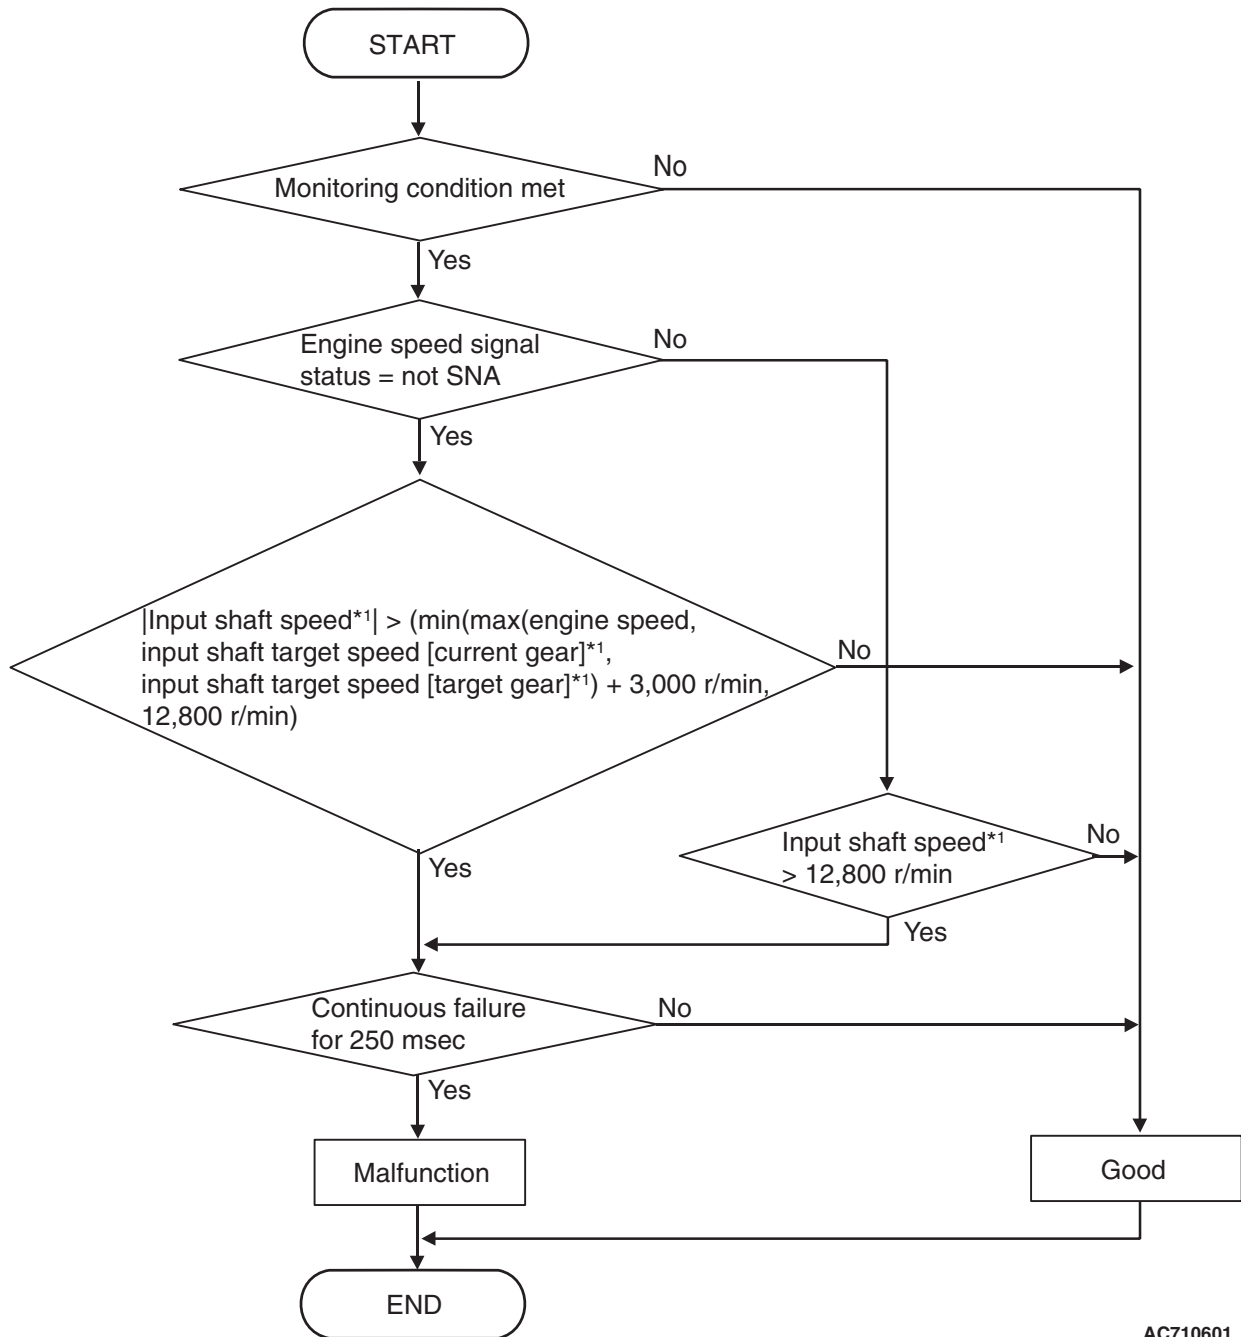 START
Monitoring condition met
No
Yes
Engine speed signal
status = not SNA
No
Yes
|Input shaft speed*1| > (min(max(engine speed,
input shaft target speed [current gear]*1,
input shaft target speed [target gear]*1) + 3,000 r/min,
12,800 r/min)
No
Yes
Input shaft speed*1
> 12,800 r/min
No
Yes
Continuous failure
for 250 msec
No
Yes
Malfunction
Good
END
AC710601